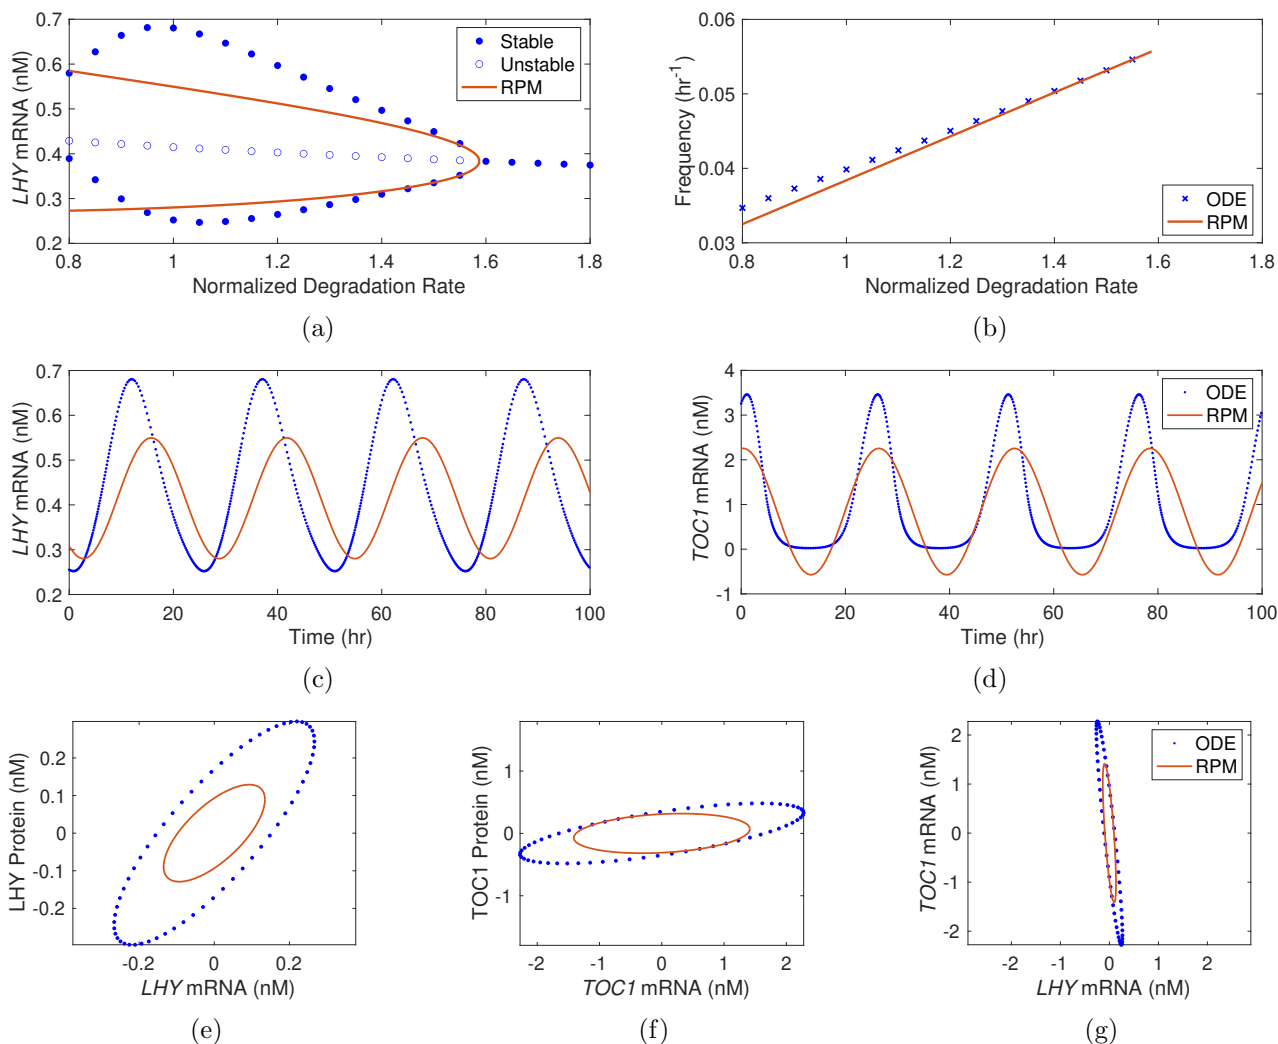 0.7
0.6
0.5
0.4
0.3
0.2
LHY mRNA (nM)
Stable
Unstable
RPM
0.8 1 1.2 1.4 1.6 1.8
Normalized Degradation Rate
(a)
0.06
0.05
0.04
0.03
Frequency (hr⁻¹)
ODE
RPM
0.8 1 1.2 1.4 1.6 1.8
Normalized Degradation Rate
(b)
0.7
0.6
0.5
0.4
0.3
0.2
LHY mRNA (nM)
0 20 40 60 80 100
Time (hr)
(c)
4
3
2
1
0
-1
TOC1 mRNA (nM)
ODE
RPM
0 20 40 60 80 100
Time (hr)
(d)
0.2
0.1
0
-0.1
-0.2
LHY Protein (nM)
-0.2 0 0.2
LHY mRNA (nM)
(e)
1
0
-1
TOC1 Protein (nM)
-2 -1 0 1 2
TOC1 mRNA (nM)
(f)
2
1
0
-1
-2
TOC1 mRNA (nM)
ODE
RPM
-2 -1 0 1 2
LHY mRNA (nM)
(g)